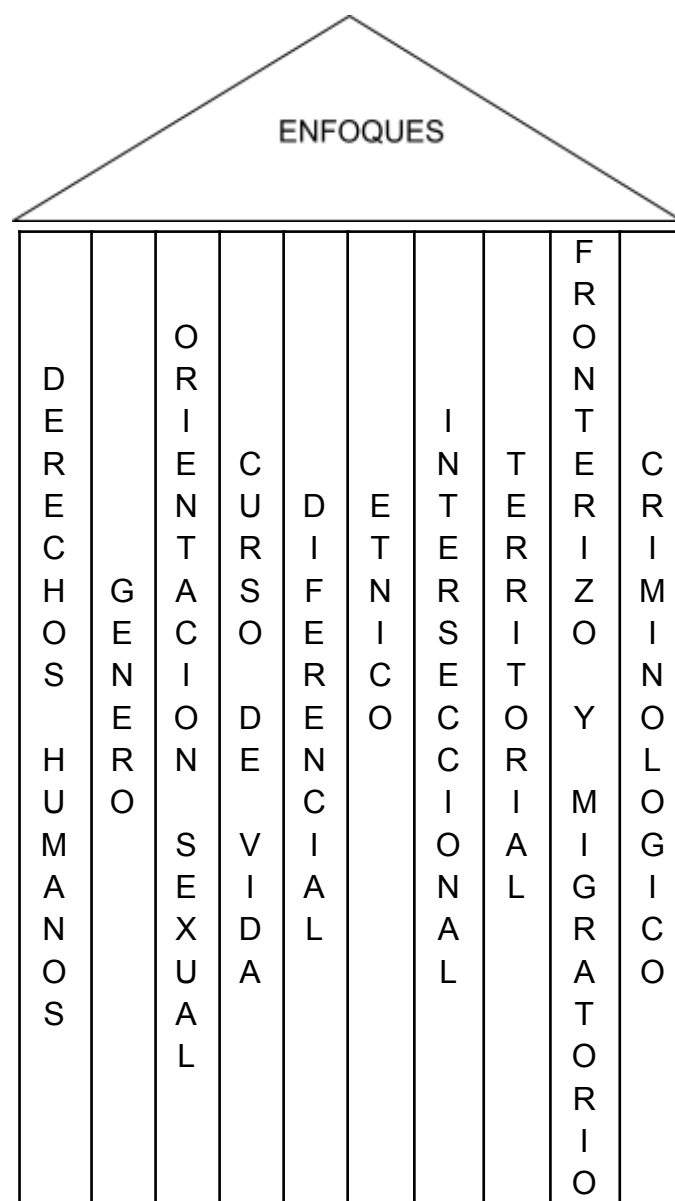 ENFOQUES
DERECHOS HUMANOS
GENERO
ORIENTACION SEXUAL
CURSO DE VIDA
DIFERENCIAL
ETNICO
INTERSECCIONAL
TERRITORIAL
FRONTERIZO Y MIGRATORIO
CRIMINOLOGICO